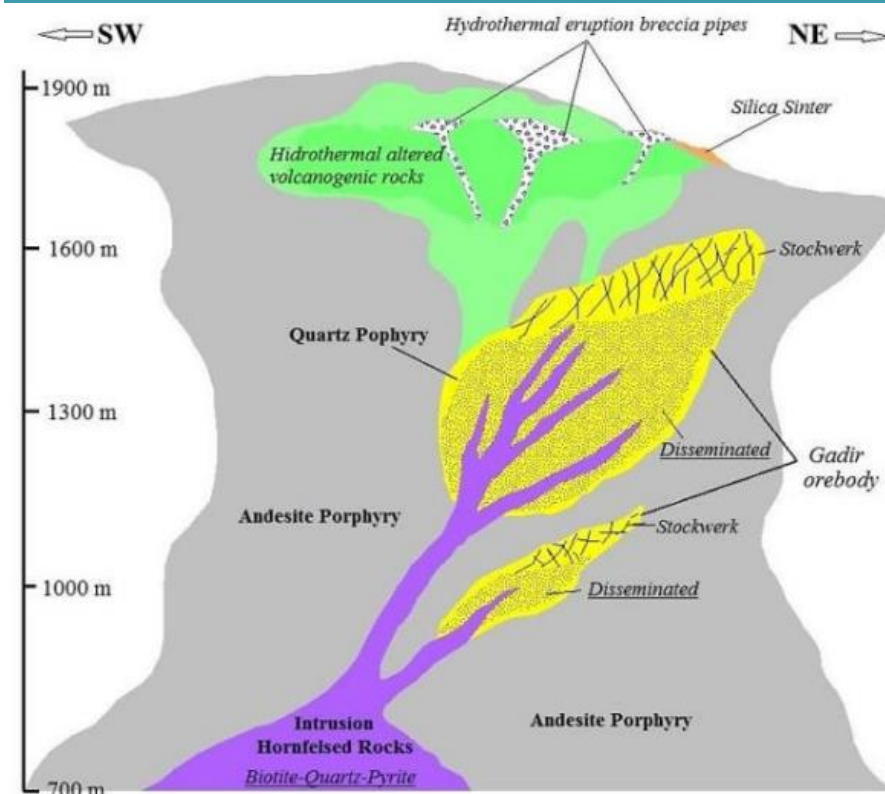 SW
Hydrothermal eruption breccia pipes
NE
1900 m
Silica Sinter
Hidrothermal altered
volcanogenic rocks
1600 m
Stockwerk
Quartz Pophyry
1300 m
Disseminated
Gadir
orebody
Andesite Porphyry
Stockwerk
1000 m
Disseminated
Intrusion
Hornfelsed Rocks
Andesite Porphyry
Biotite-Quartz-Pyrite
700 m